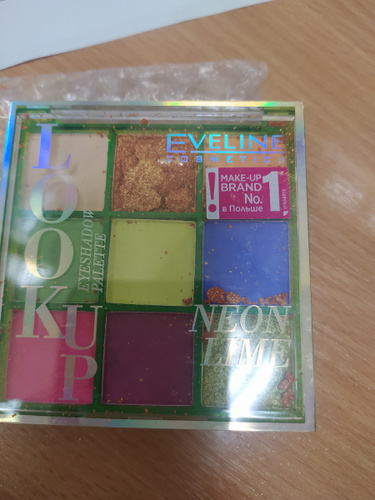 EVELINE
COSMETICS
! MAKE-UP
BRAND
No. 1
в Польше
LOOK UP
EYESHADOW
PALETTE
NEON
LIME